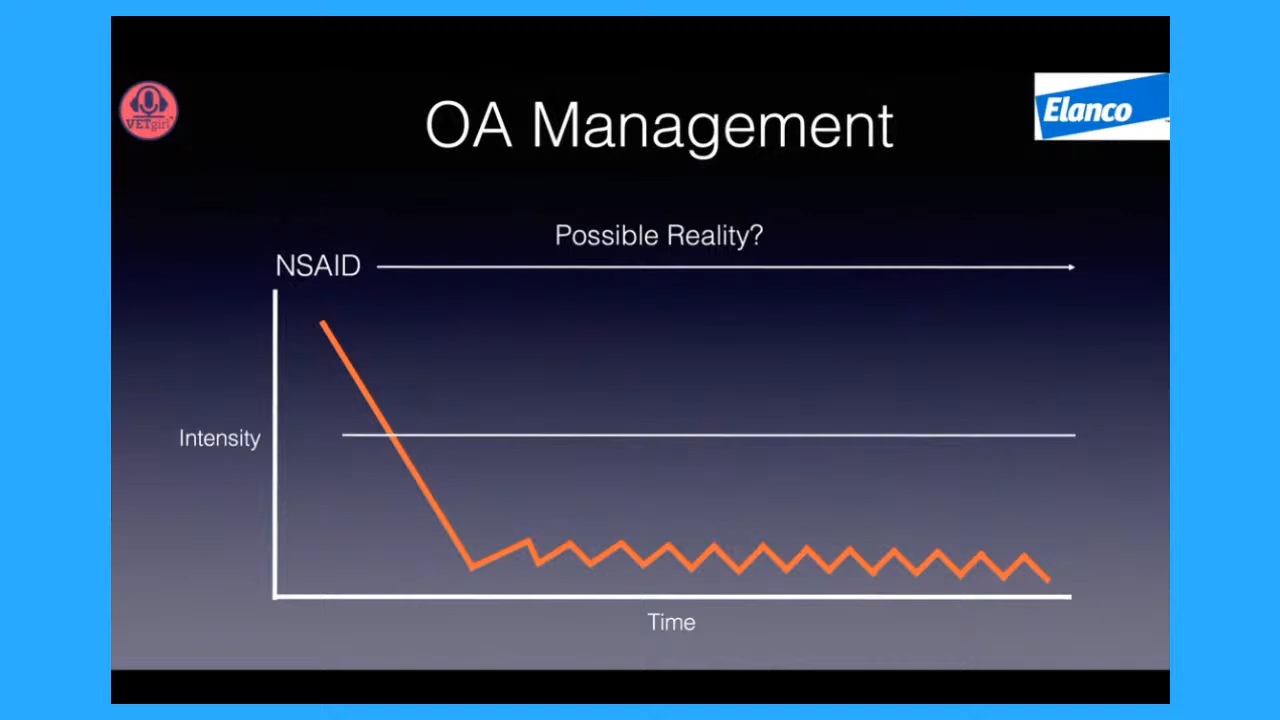 OA Management
VETgirl
Elanco
Possible Reality?
NSAID
Intensity
Time